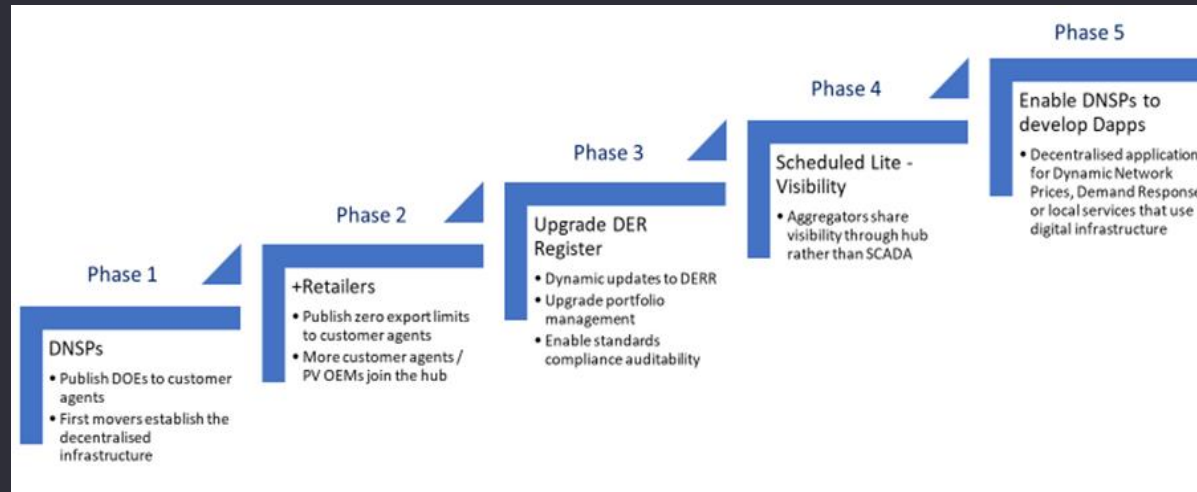 Phase 1
DNSPs
• Publish DOEs to customer
agents
• First movers establish the
decentralised
infrastructure
Phase 2
+Retailers
• Publish zero export limits
to customer agents
• More customer agents /
PV OEMs join the hub
Phase 3
Upgrade DER
Register
• Dynamic updates to DERR
• Upgrade portfolio
management
• Enable standards
compliance auditability
Phase 4
Scheduled Lite -
Visibility
• Aggregators share
visibility through hub
rather than SCADA
Phase 5
Enable DNSPs to
develop Dapps
• Decentralised application
for Dynamic Network
Prices, Demand Response
or local services that use
digital infrastructure